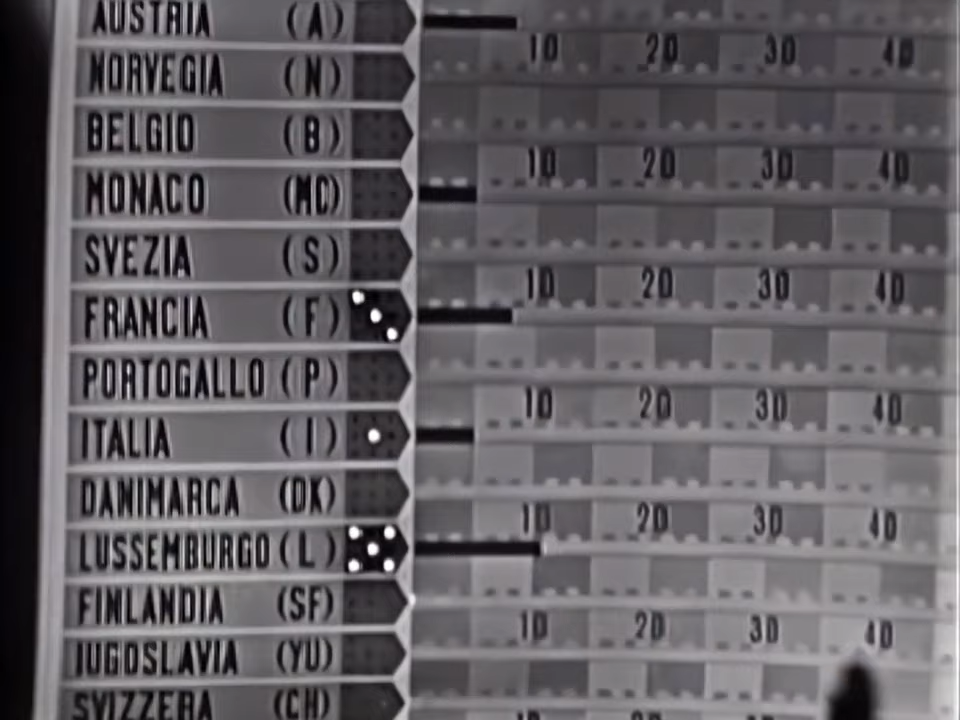 AUSTRIA (A)
10 20 30 40
NORVEGIA (N)
BELGIO (B)
10 20 30 40
MONACO (MC)
SVEZIA (S)
10 20 30 40
FRANCIA (F)
PORTOGALLO (P)
10 20 30 40
ITALIA (I)
DANIMARCA (DK)
10 20 30 40
LUSSEMBURGO (L)
FINLANDIA (SF)
10 20 30 40
IUGOSLAVIA (YU)
SVIZZERA (CH)